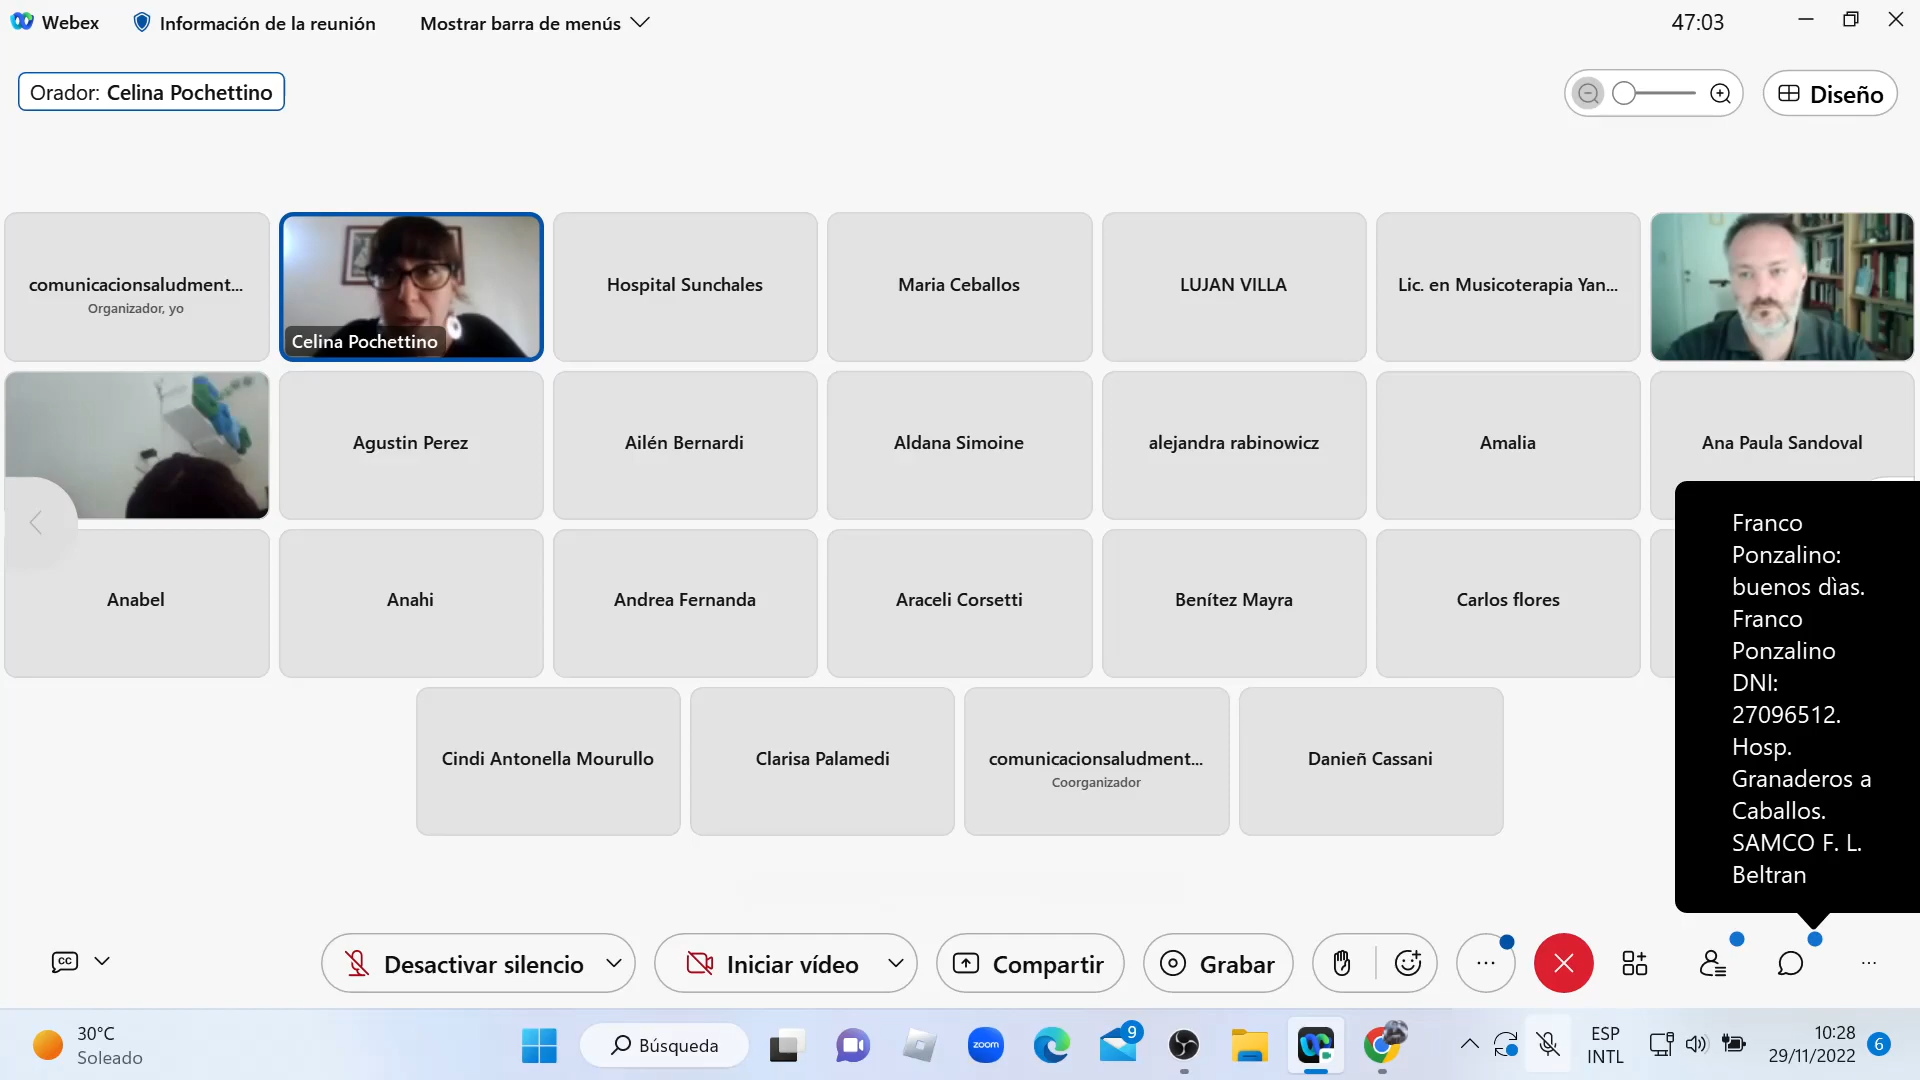 Webex
Información de la reunión
Mostrar barra de menús
47:03
Orador: Celina Pochettino
Diseño
comunicacionsaludment...
Organizador, yo
Celina Pochettino
Hospital Sunchales
Maria Ceballos
LUJAN VILLA
Lic. en Musicoterapia Yan...
Agustin Perez
Ailén Bernardi
Aldana Simoine
alejandra rabinowicz
Amalia
Ana Paula Sandoval
Anabel
Anahi
Andrea Fernanda
Araceli Corsetti
Benítez Mayra
Carlos flores
Cindi Antonella Mourullo
Clarisa Palamedi
comunicacionsaludment...
Coorganizador
Danieñ Cassani
Franco
Ponzalino:
buenos dìas.
Franco
Ponzalino
DNI:
27096512.
Hosp.
Granaderos a
Caballos.
SAMCO F. L.
Beltran
CC
Desactivar silencio
Iniciar vídeo
Compartir
Grabar
30°C
Soleado
Búsqueda
zoom
9
ESP
INTL
10:28
29/11/2022
6